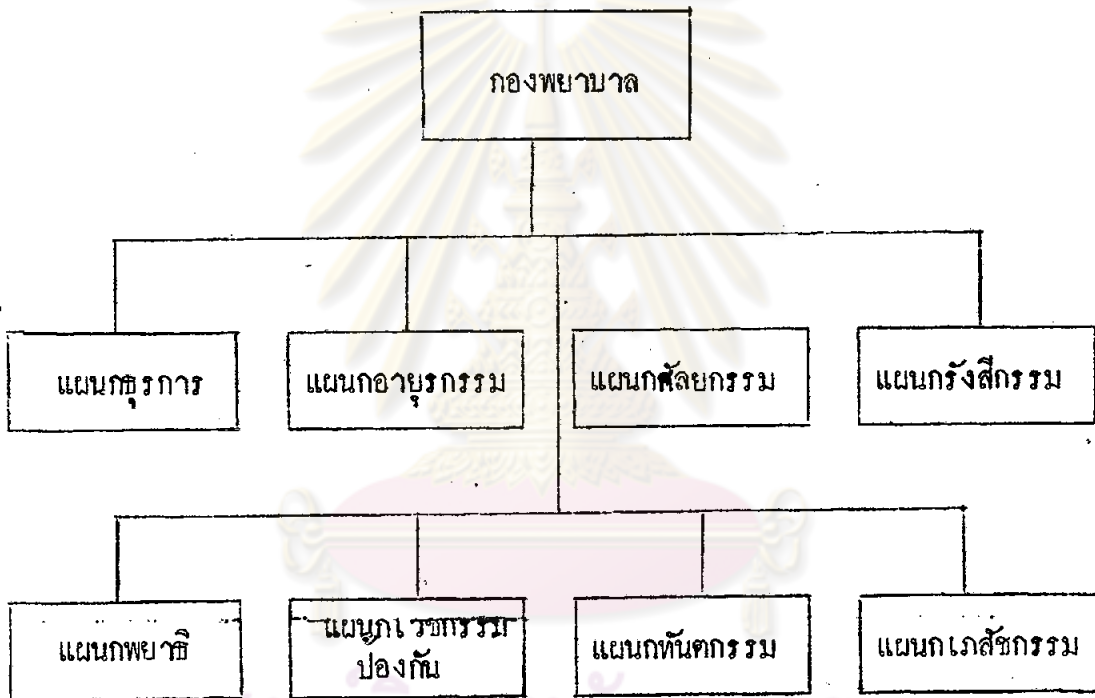 กองพยาบาล
แผนกธุรการ
แผนกอายุรกรรม
แผนกศัลยกรรม
แผนกรังสีกรรม
แผนกพยาธิ
แผนกเวชกรรม
ป้องกัน
แผนกทันตกรรม
แผนกเภสัชกรรม